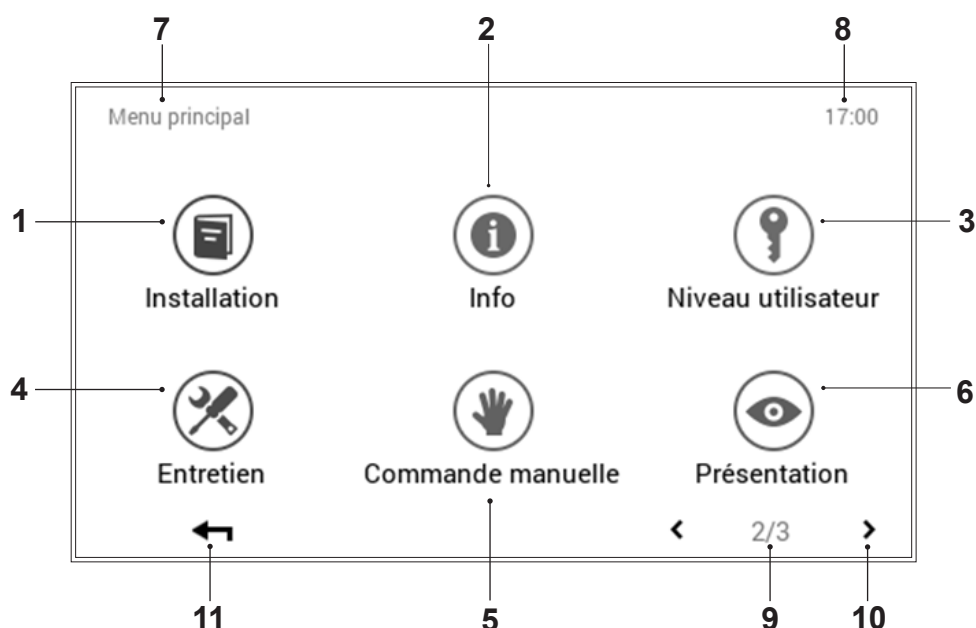 7 2 8
Menu principal 17:00
1 3
Installation Info Niveau utilisateur
4 6
Entretien Commande manuelle Présentation
2/3
11 5 9 10